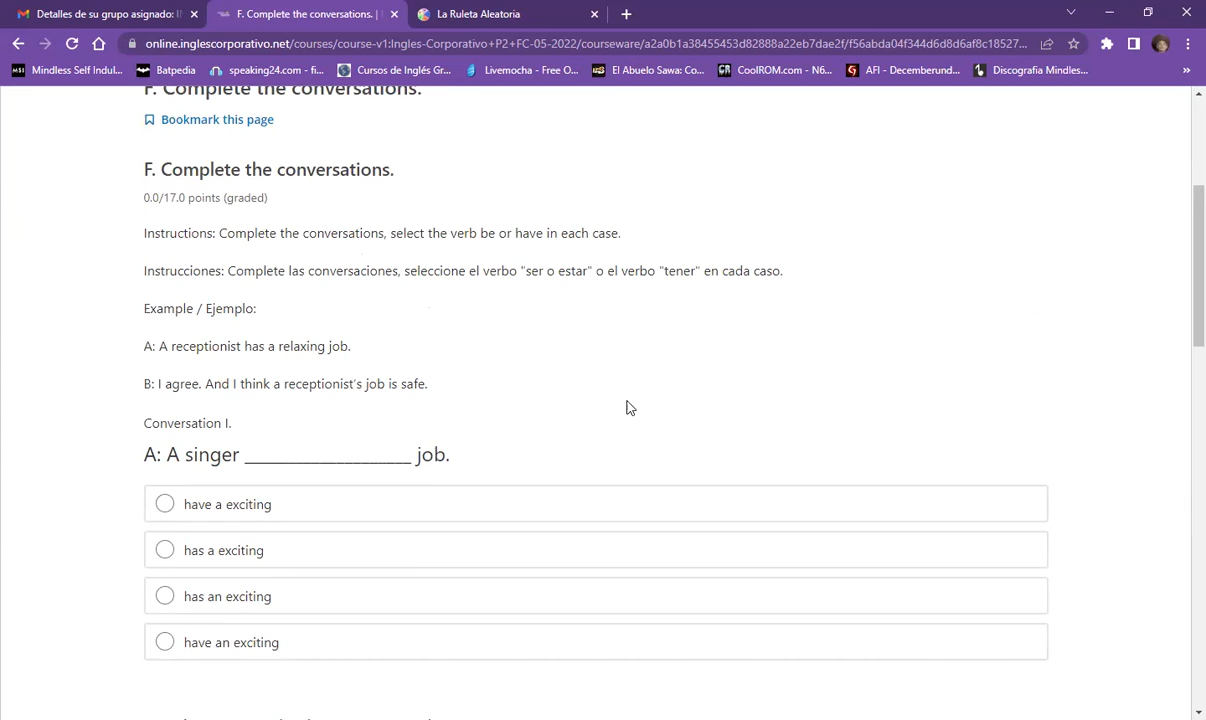 Detalles de su grupo asignado: I
F. Complete the conversations. |
La Ruleta Aleatoria
online.inglescorporativo.net/courses/course-v1:Ingles-Corporativo+P2+FC-05-2022/courseware/a2a0b1a38455453d82888a22eb7dae2f/f56abda04f344d6d8d6af8c18527...
Mindless Self Indul...
Batpedia
speaking24.com - fi...
Cursos de Inglés Gr...
Livemocha - Free O...
El Abuelo Sawa: Co...
CoolROM.com - N6...
AFI - Decemberund...
Discografia Mindles...
F. Complete the conversations.
Bookmark this page
F. Complete the conversations.
0.0/17.0 points (graded)
Instructions: Complete the conversations, select the verb be or have in each case.
Instrucciones: Complete las conversaciones, seleccione el verbo "ser o estar" o el verbo "tener" en cada caso.
Example / Ejemplo:
A: A receptionist has a relaxing job.
B: I agree. And I think a receptionist's job is safe.
Conversation I.
A: A singer ____________________ job.
have a exciting
has a exciting
has an exciting
have an exciting